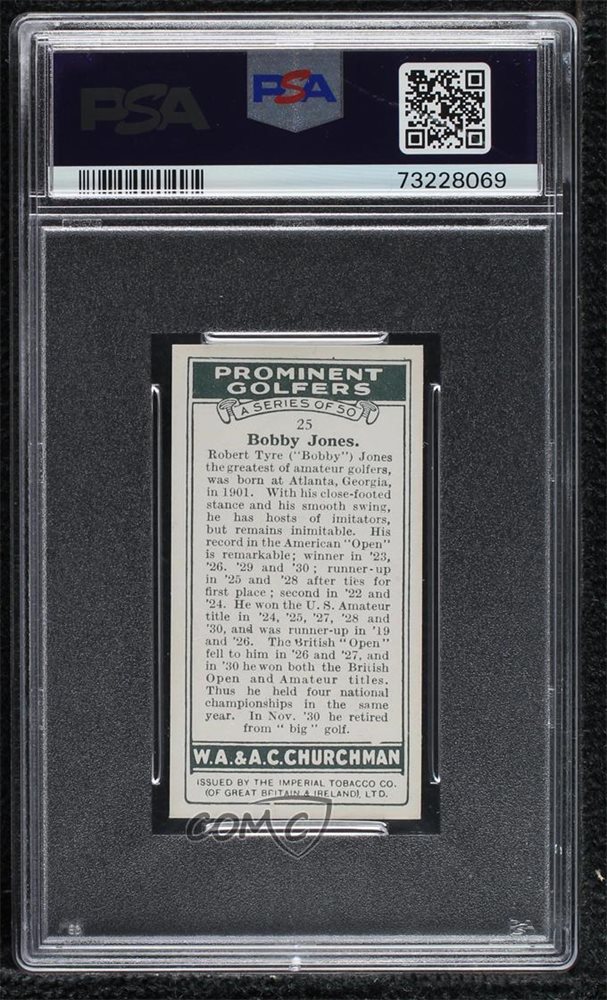 PSA
PSA
73228069
PROMINENT
GOLFERS
A SERIES OF 50
25
Bobby Jones.
Robert Tyre ("Bobby") Jones
the greatest of amateur golfers,
was born at Atlanta, Georgia,
in 1901. With his close-footed
stance and his smooth swing,
he has hosts of imitators,
but remains inimitable. His
record in the American "Open"
is remarkable; winner in '23,
'26. '29 and '30; runner-up
in '25 and '28 after ties for
first place; second in '22 and
'24. He won the U. S. Amateur
title in '24, '25, '27, '28 and
'30, and was runner-up in '19
and '26. The British "Open"
fell to him in '26 and '27, and
in '30 he won both the British
Open and Amateur titles.
Thus he held four national
championships in the same
year. In Nov. '30 he retired
from "big" golf.
W.A. & A.C. CHURCHMAN
ISSUED BY THE IMPERIAL TOBACCO CO.
(OF GREAT BRITAIN & IRELAND), LTD.
COMC